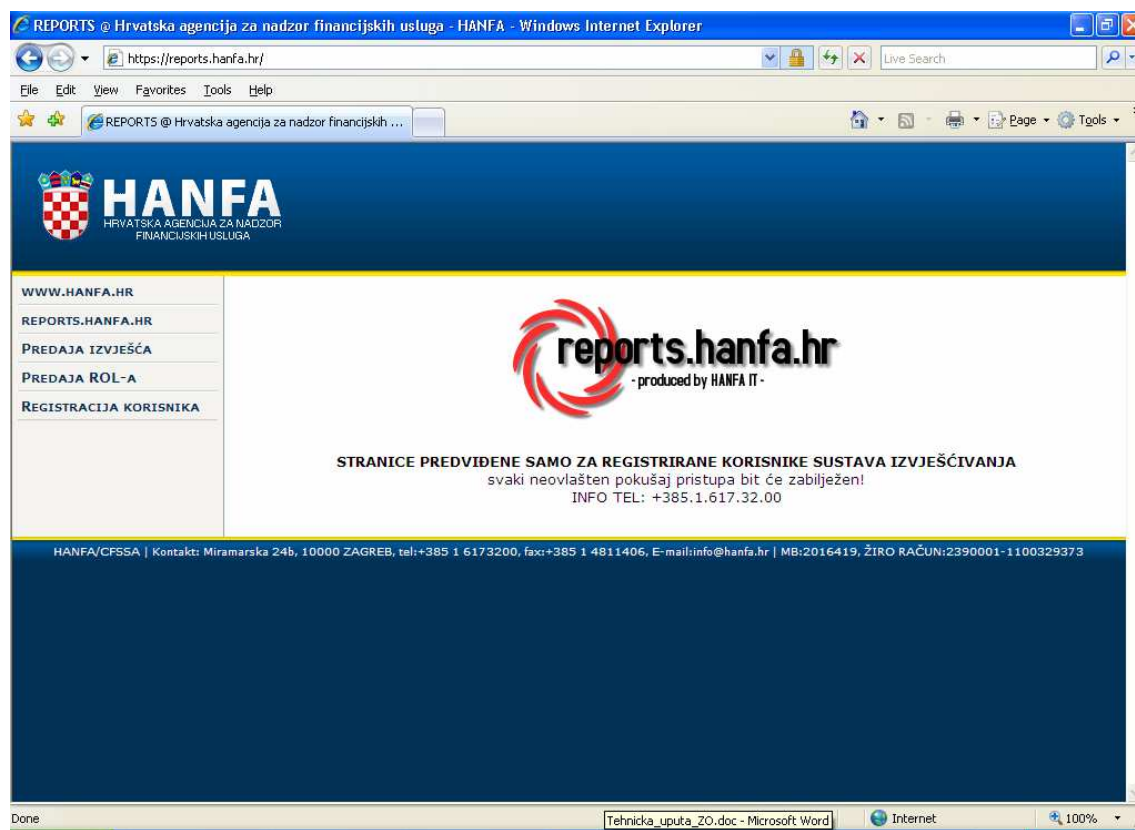 REPORTS @ Hrvatska agencija za nadzor financijskih usluga - HANFA - Windows Internet Explorer
https://reports.hanfa.hr/
Live Search
File Edit View Favorites Tools Help
REPORTS @ Hrvatska agencija za nadzor financijskih ...
Page Tools
HANFA
HRVATSKA AGENCIJA ZA NADZOR
FINANCIJSKIH USLUGA
WWW.HANFA.HR
REPORTS.HANFA.HR
PREDAJA IZVJEŠĆA
PREDAJA ROL-A
REGISTRACIJA KORISNIKA
reports.hanfa.hr
- produced by HANFA IT -
STRANICE PREDVIĐENE SAMO ZA REGISTRIRANE KORISNIKE SUSTAVA IZVJEŠĆIVANJA
svaki neovlašten pokušaj pristupa bit će zabilježen!
INFO TEL: +385.1.617.32.00
HANFA/CFSSA | Kontakt: Miramarska 24b, 10000 ZAGREB, tel:+385 1 6173200, fax:+385 1 4811406, E-mail:info@hanfa.hr | MB:2016419, ŽIRO RAČUN:2390001-1100329373
Done
Tehnicka_uputa_ZO.doc - Microsoft Word
Internet
100%